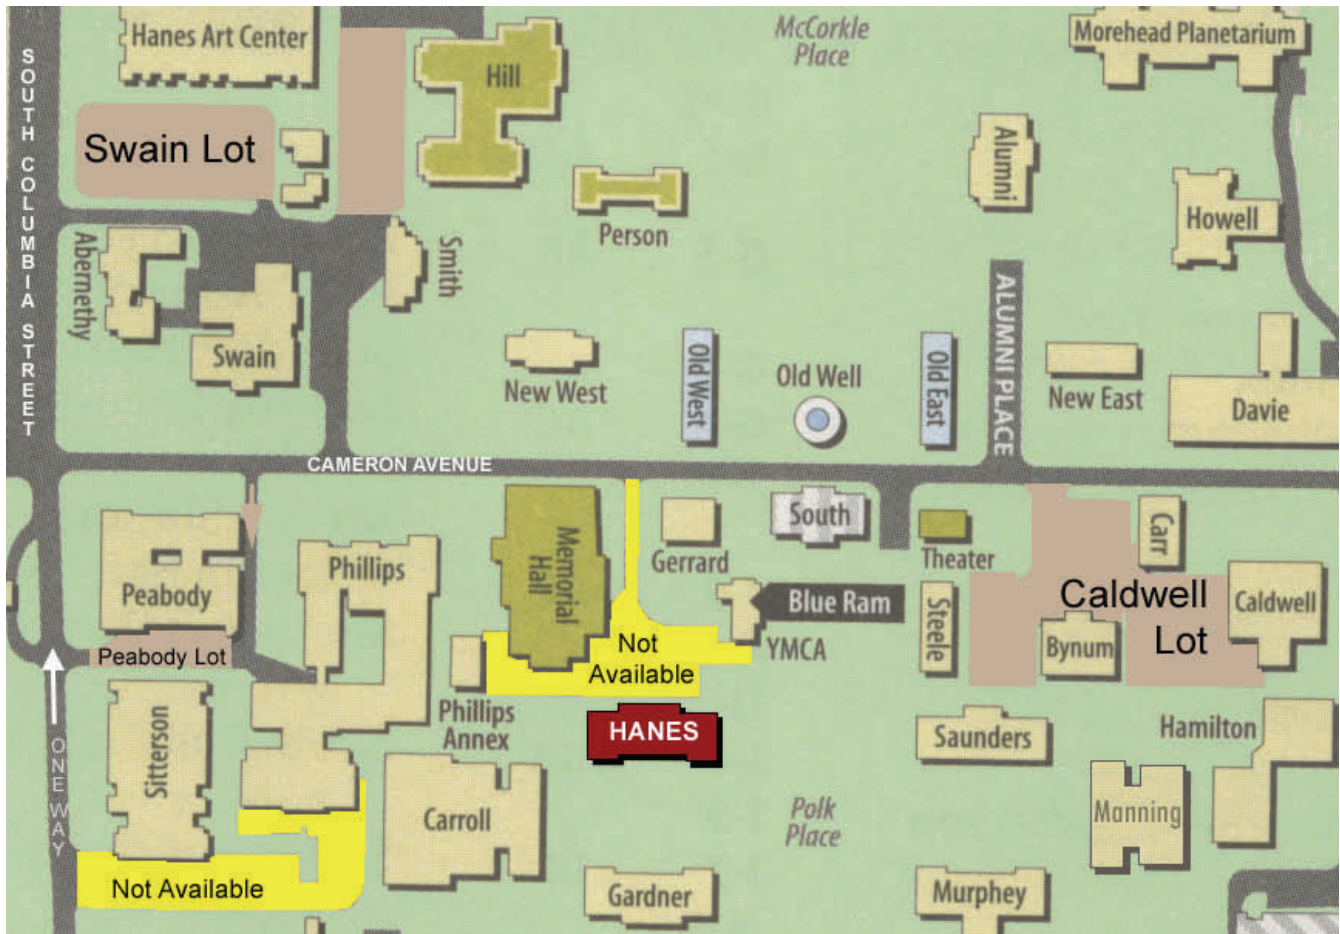 Hanes Art Center
Hill
McCorkle
Place
Morehead Planetarium
SOUTH COLUMBIA STREET
Swain Lot
Alumni
Howell
Person
Abernethy
Smith
Swain
New West
Old West
Old Well
Old East
ALUMNI PLACE
New East
Davie
CAMERON AVENUE
Peabody
Phillips
Memorial
Hall
Gerrard
South
Theater
Carr
Caldwell
Lot
Caldwell
Blue Ram
YMCA
Steele
Bynum
Peabody Lot
Not
Available
Phillips
Annex
HANES
Saunders
Hamilton
Sitterson
ONE WAY
Carroll
Polk
Place
Manning
Not Available
Gardner
Murphey